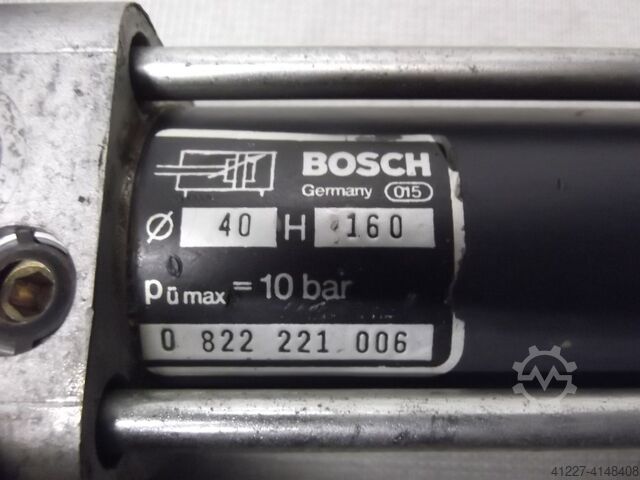 BOSCH
Germany 015
Ø 40 H 160
pü max = 10 bar
0 822 221 006
41227-4148408